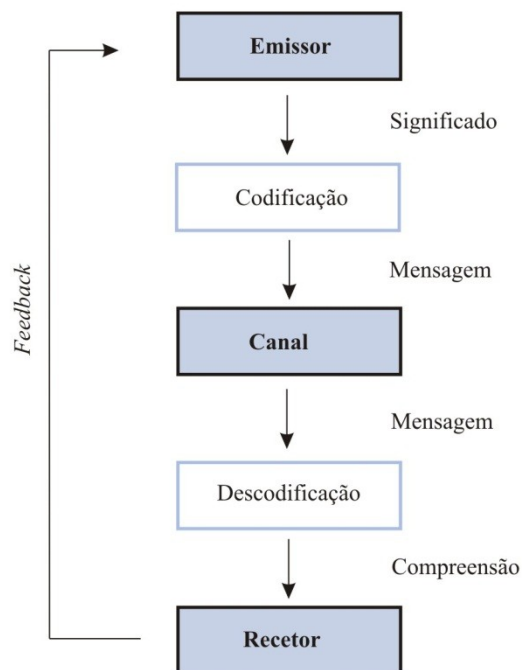 Emissor
Significado
Codificação
Mensagem
Canal
Mensagem
Descodificação
Compreensão
Recetor
Feedback